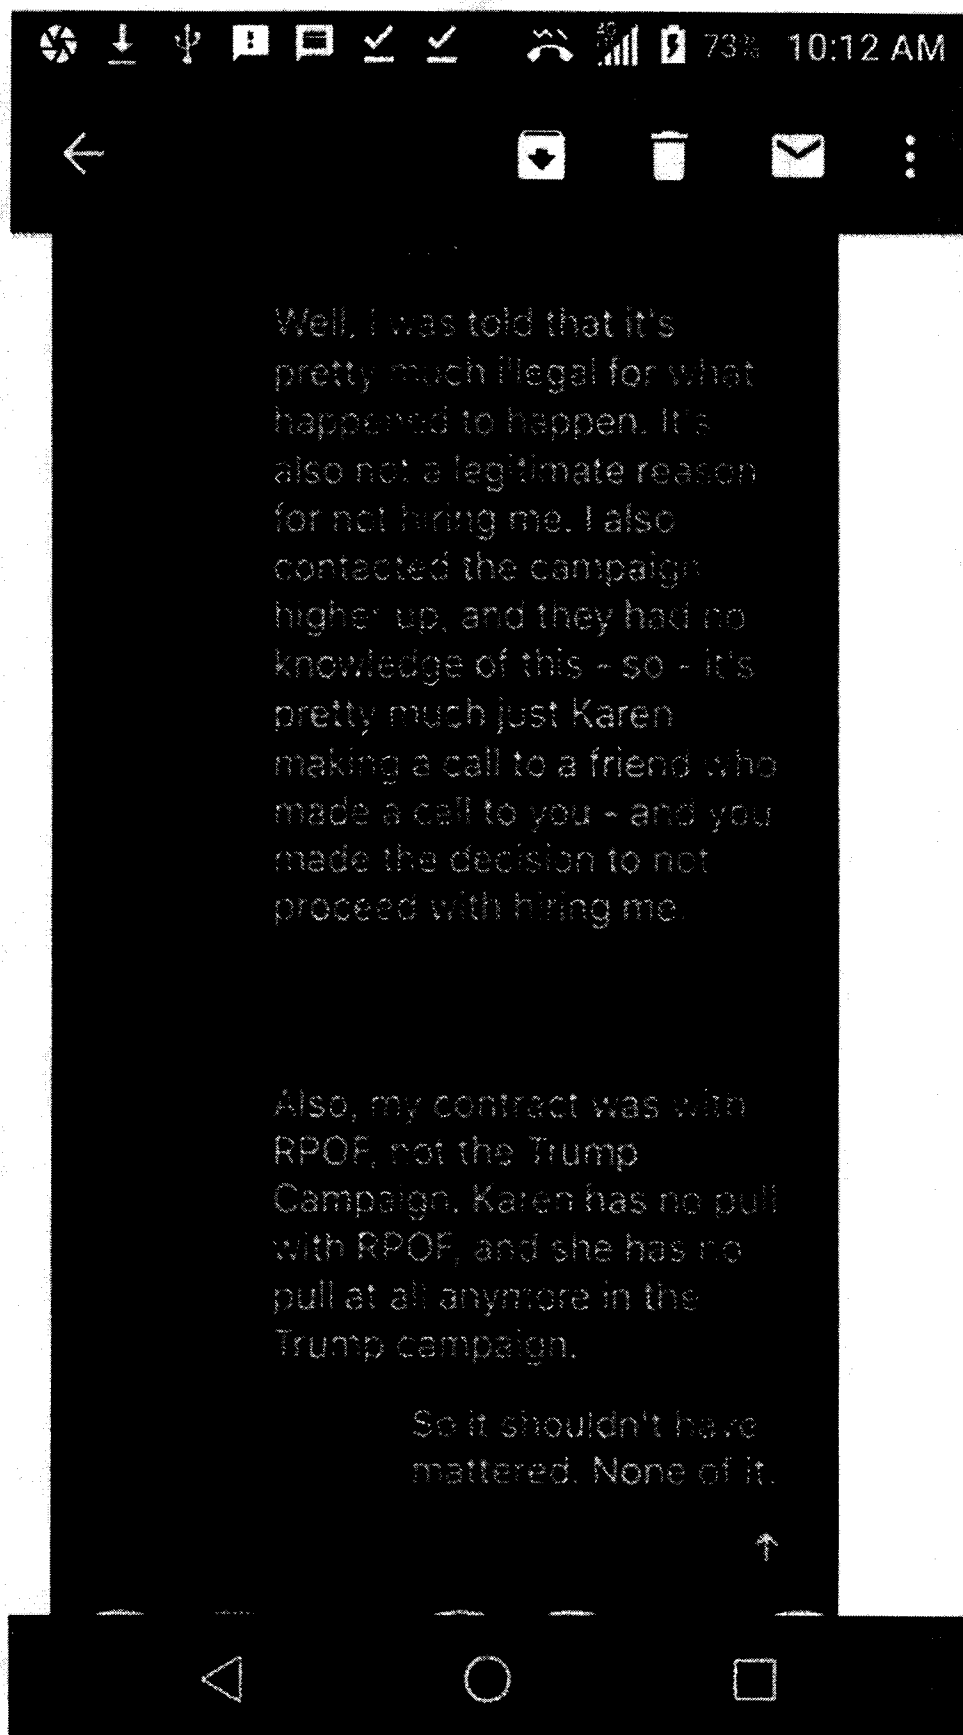 73% 10:12 AM
Well, I was told that it's
pretty much illegal for what
happened to happen. It's
also not a legitimate reason
for not hiring me. I also
contacted the campaign
higher up, and they had no
knowledge of this - so - it's
pretty much just Karen
making a call to a friend who
made a call to you - and you
made the decision to not
proceed with hiring me.
Also, my contract was with
RPOF, not the Trump
Campaign. Karen has no pull
with RPOF, and she has no
pull at all anymore in the
Trump campaign.
So it shouldn't have
mattered. None of it.